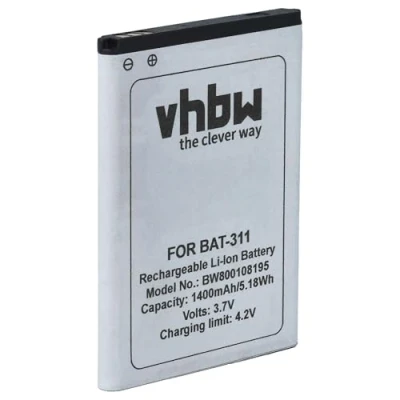 ⊖ ⊕
vhbw
the clever way
FOR BAT-311
Rechargeable Li-Ion Battery
Model No.: BW800108195
Capacity: 1400mAh/5.18Wh
Volts: 3.7V
Charging limit: 4.2V